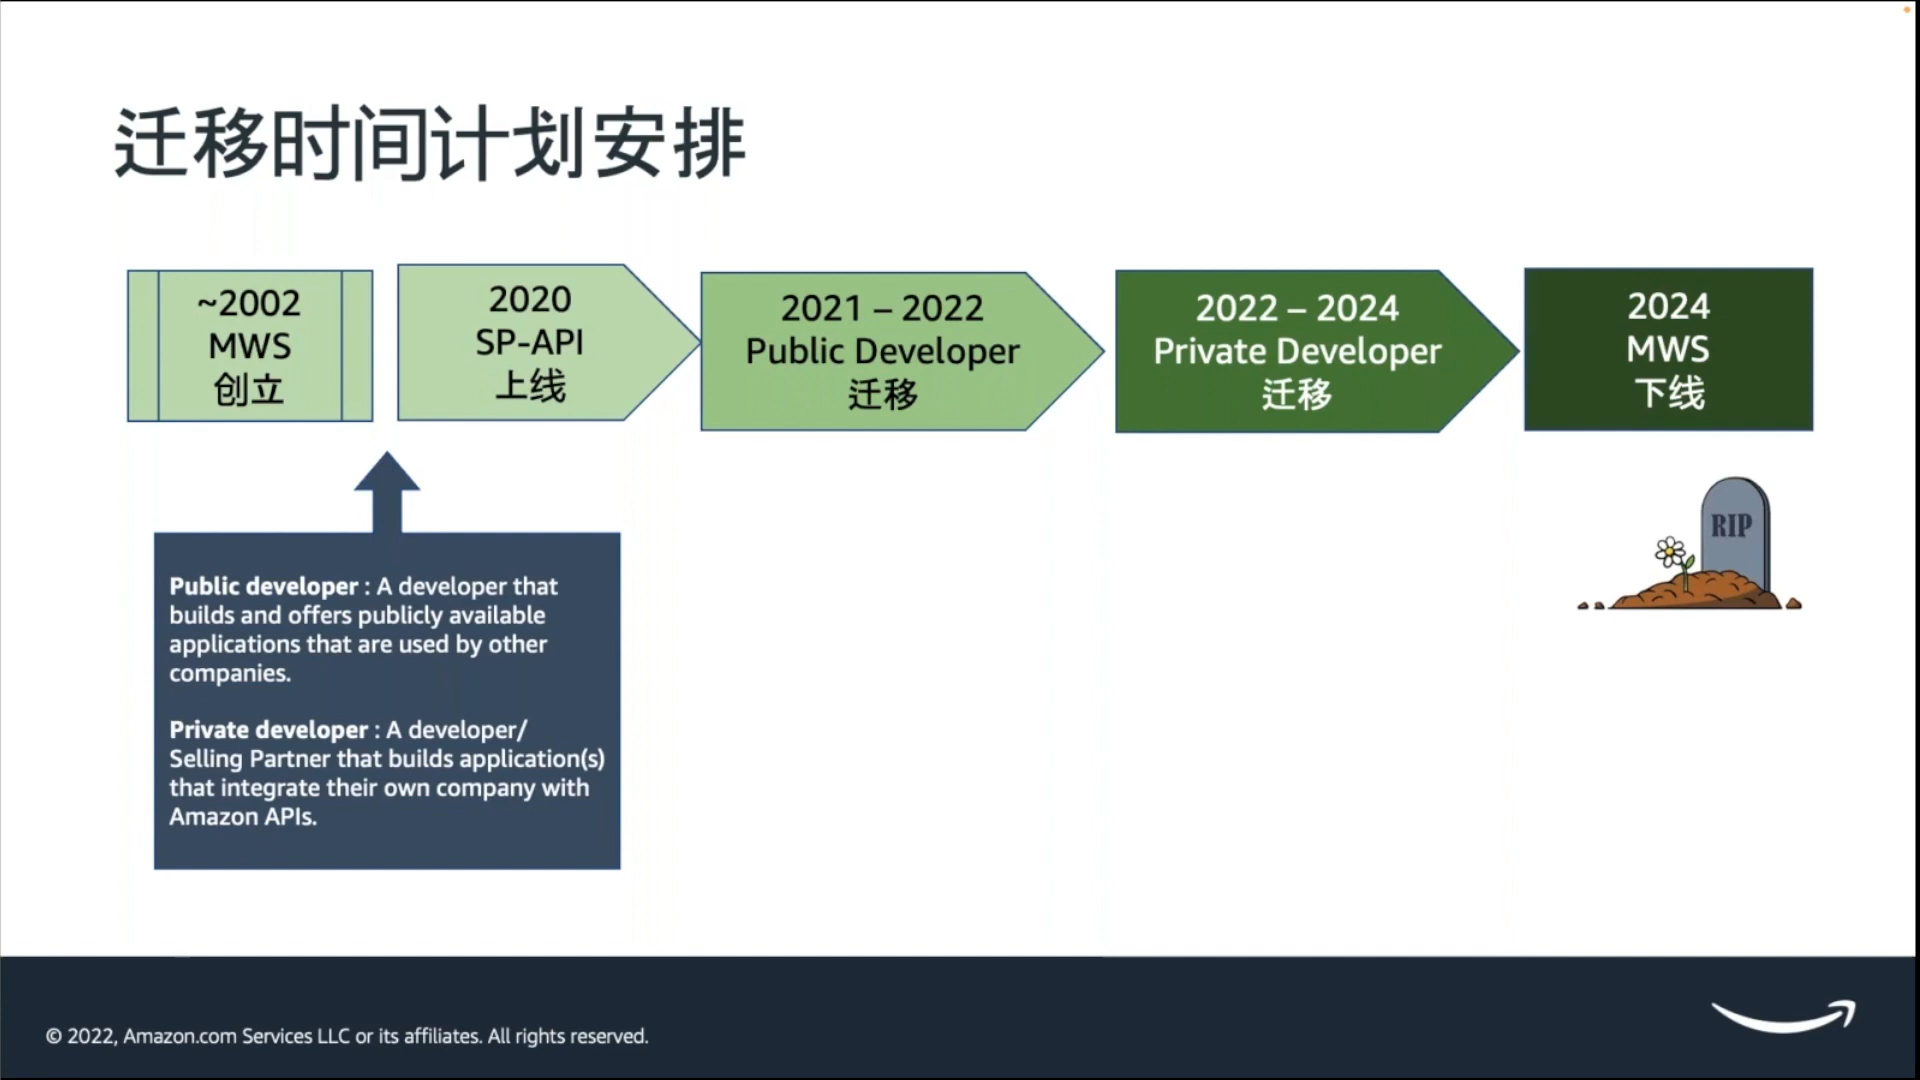 迁移时间计划安排
~2002
MWS
创立
2020
SP-API
上线
2021 – 2022
Public Developer
迁移
2022 – 2024
Private Developer
迁移
2024
MWS
下线
RIP
Public developer : A developer that
builds and offers publicly available
applications that are used by other
companies.
Private developer : A developer/
Selling Partner that builds application(s)
that integrate their own company with
Amazon APIs.
© 2022, Amazon.com Services LLC or its affiliates. All rights reserved.